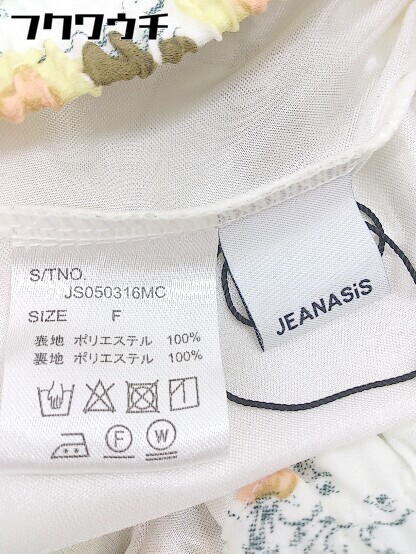 フクワウチ
S/TNO.
JS050316MC
SIZE F
表地 ポリエステル 100%
裏地 ポリエステル 100%
F W
JEANASiS